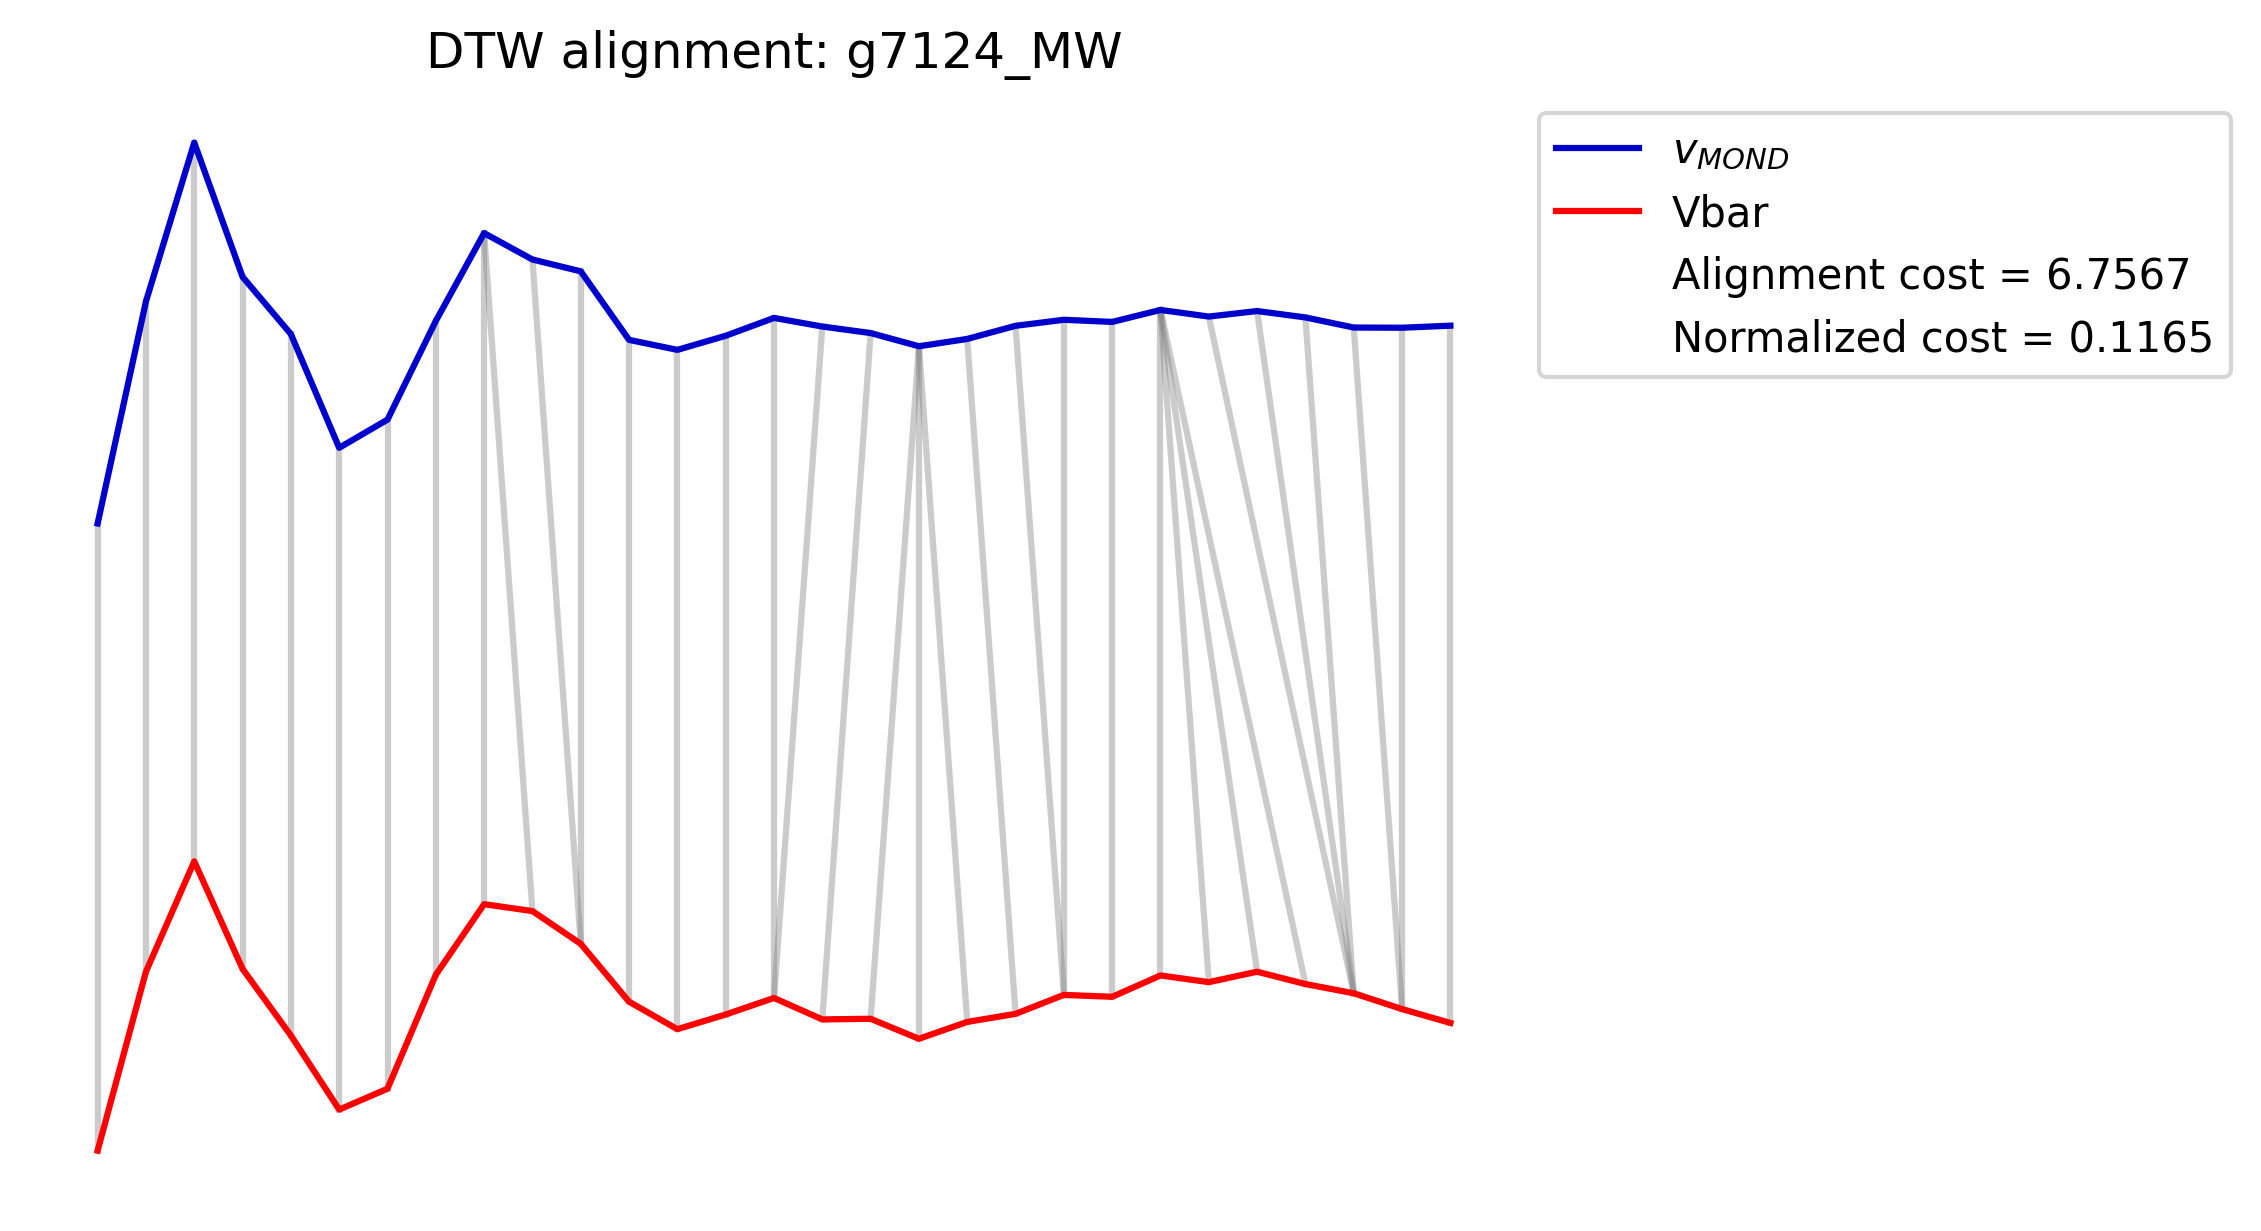 DTW alignment: g7124_MW
v_MOND
Vbar
Alignment cost = 6.7567
Normalized cost = 0.1165